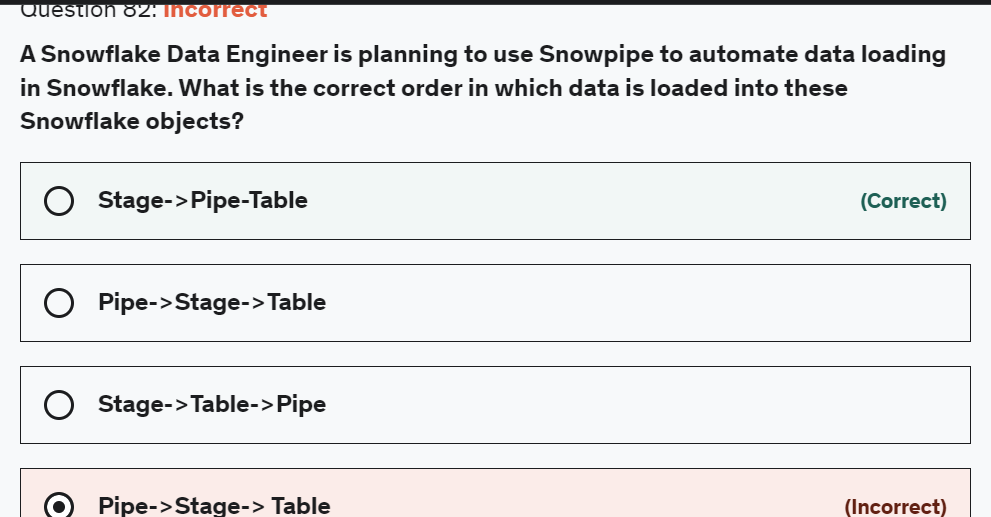 Question 82: Incorrect
A Snowflake Data Engineer is planning to use Snowpipe to automate data loading
in Snowflake. What is the correct order in which data is loaded into these
Snowflake objects?
Stage->Pipe-Table (Correct)
Pipe->Stage->Table
Stage->Table->Pipe
Pipe->Stage-> Table (Incorrect)